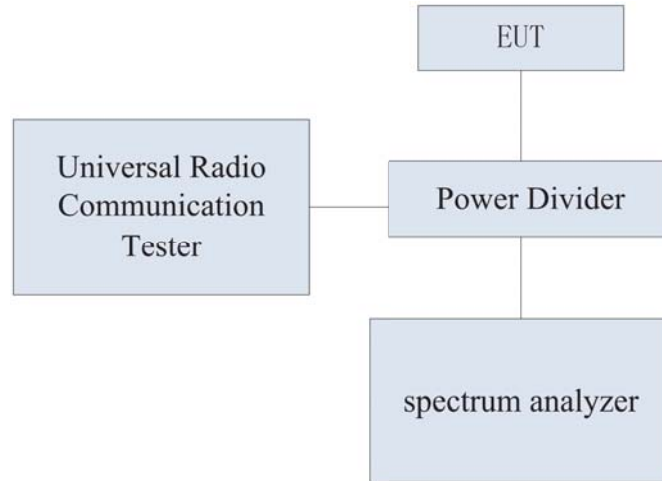 EUT
Universal Radio
Communication
Tester
Power Divider
spectrum analyzer